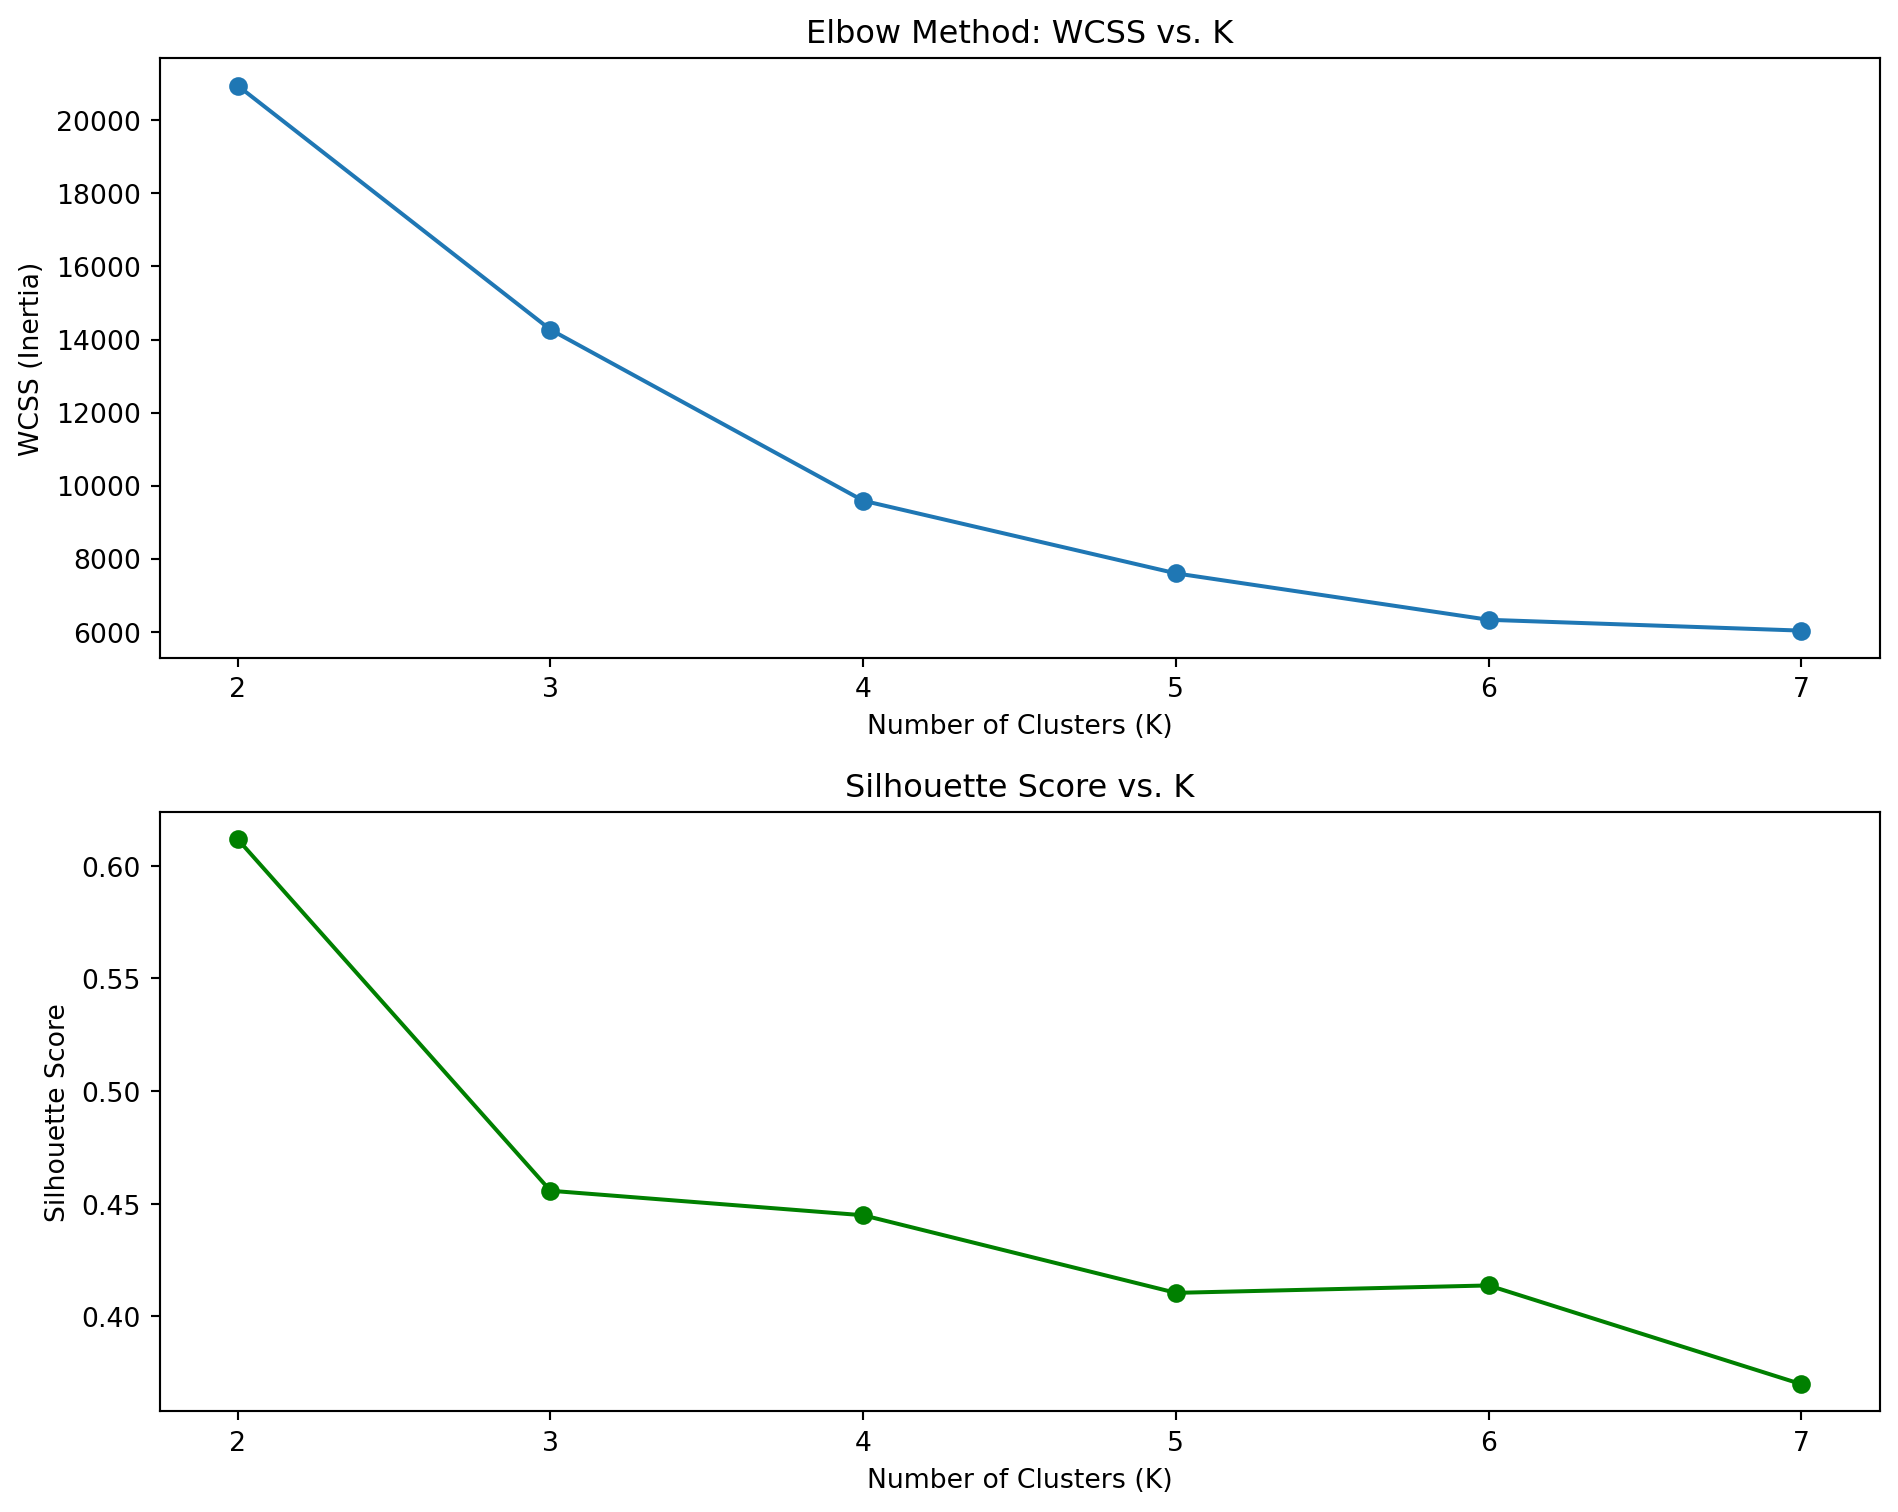 Elbow Method: WCSS vs. K
WCSS (Inertia)
20000
18000
16000
14000
12000
10000
8000
6000
2 3 4 5 6 7
Number of Clusters (K)
Silhouette Score vs. K
Silhouette Score
0.60
0.55
0.50
0.45
0.40
2 3 4 5 6 7
Number of Clusters (K)